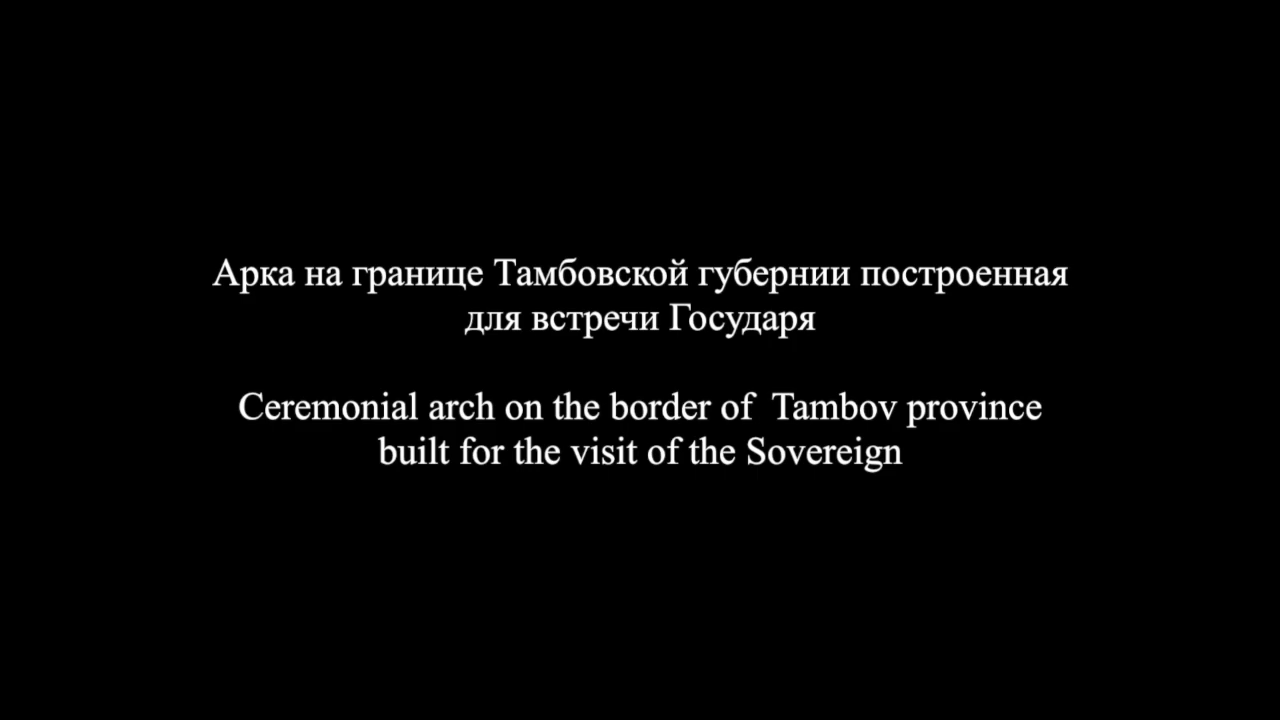 Арка на границе Тамбовской губернии построенная
для встречи Государя
Ceremonial arch on the border of  Tambov province
built for the visit of the Sovereign